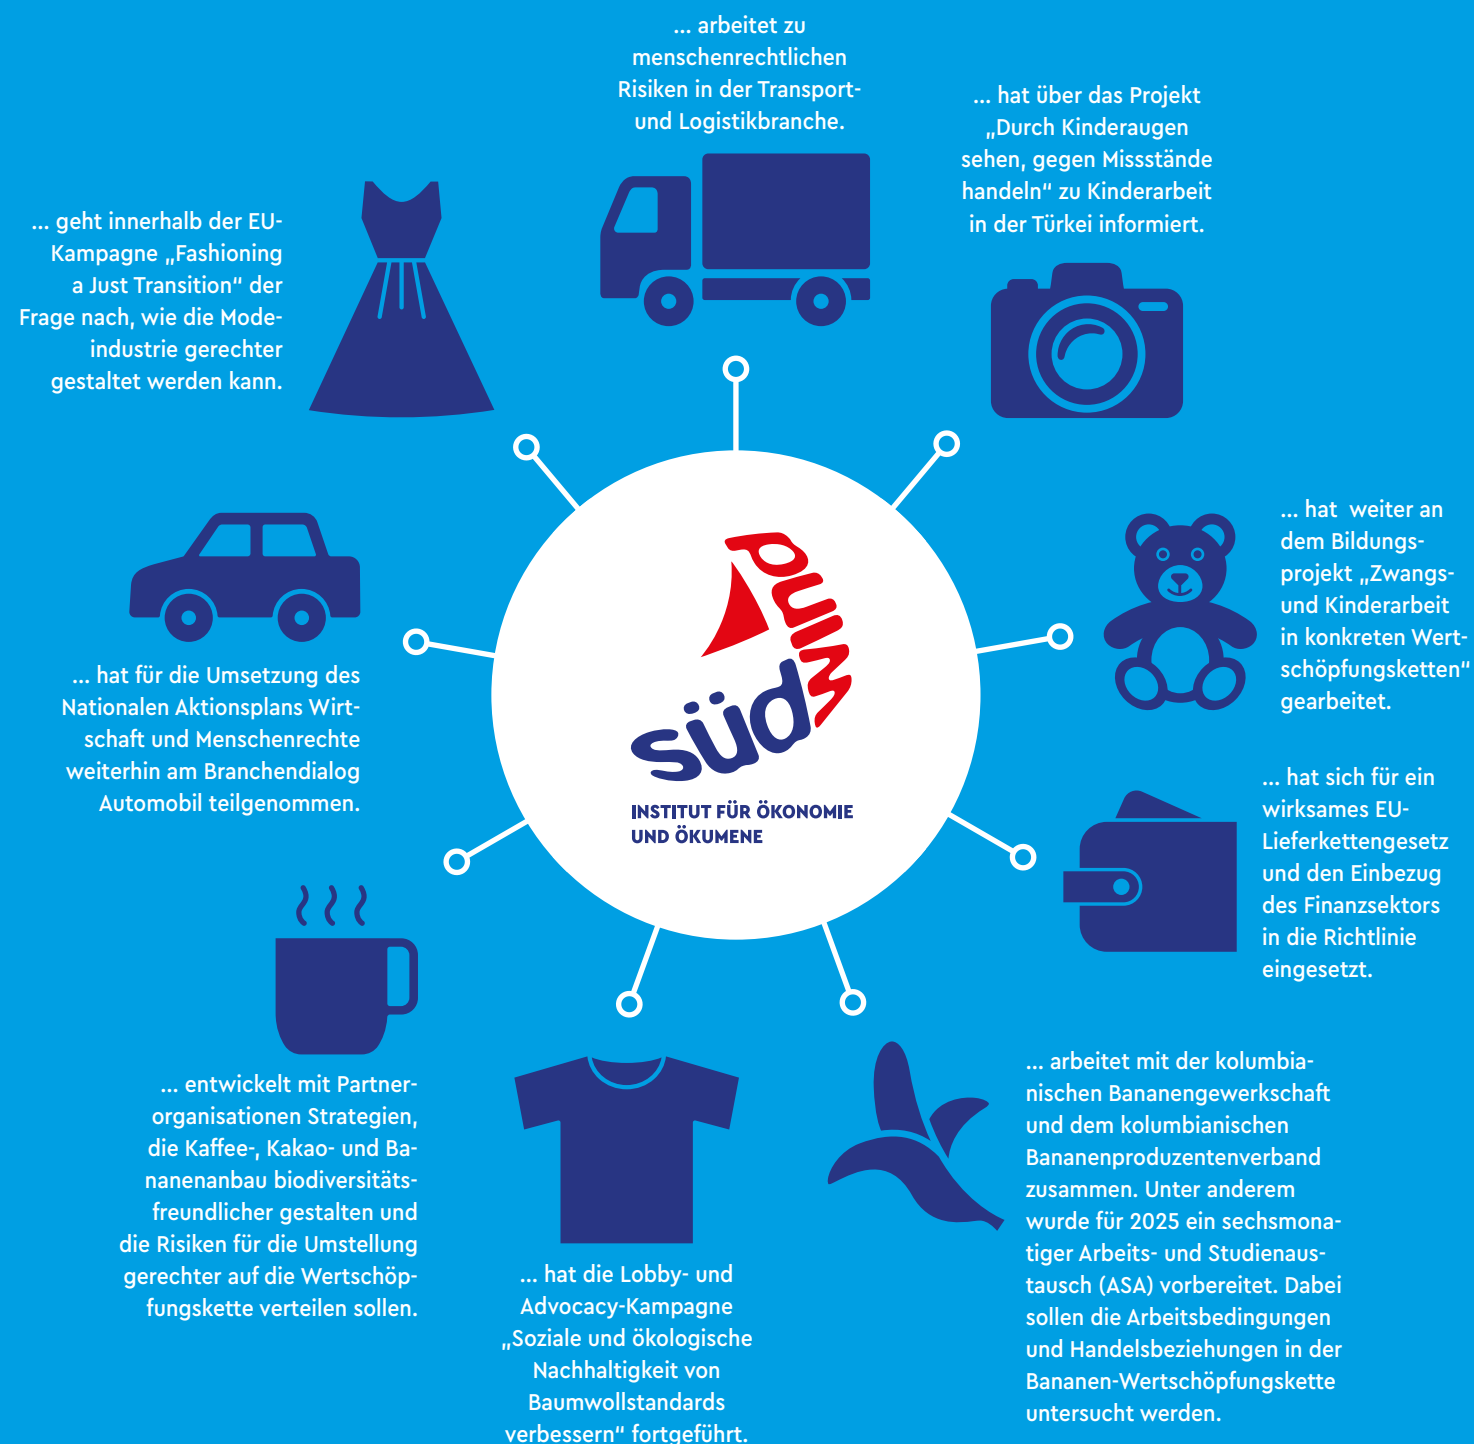 ... arbeitet zu
menschenrechtlichen
Risiken in der Transport-
und Logistikbranche.
... hat über das Projekt
„Durch Kinderaugen
sehen, gegen Missstände
handeln“ zu Kinderarbeit
in der Türkei informiert.
... hat weiter an
dem Bildungs-
projekt „Zwangs-
und Kinderarbeit
in konkreten Wert-
schöpfungsketten“
gearbeitet.
... hat sich für ein
wirksames EU-
Lieferkettengesetz
und den Einbezug
des Finanzsektors
in die Richtlinie
eingesetzt.
... arbeitet mit der kolumbia-
nischen Bananengewerkschaft
und dem kolumbianischen
Bananenproduzentenverband
zusammen. Unter anderem
wurde für 2025 ein sechsmona-
tiger Arbeits- und Studienaus-
tausch (ASA) vorbereitet. Dabei
sollen die Arbeitsbedingungen
und Handelsbeziehungen in der
Bananen-Wertschöpfungskette
untersucht werden.
... hat die Lobby- und
Advocacy-Kampagne
„Soziale und ökologische
Nachhaltigkeit von
Baumwollstandards
verbessern“ fortgeführt.
... entwickelt mit Partner-
organisationen Strategien,
die Kaffee-, Kakao- und Ba-
nanenanbau biodiversitäts-
freundlicher gestalten und
die Risiken für die Umstellung
gerechter auf die Wertschöp-
fungskette verteilen sollen.
... hat für die Umsetzung des
Nationalen Aktionsplans Wirt-
schaft und Menschenrechte
weiterhin am Branchendialog
Automobil teilgenommen.
... geht innerhalb der EU-
Kampagne „Fashioning
a Just Transition“ der
Frage nach, wie die Mode-
industrie gerechter
gestaltet werden kann.
süd
wind
INSTITUT FÜR ÖKONOMIE
UND ÖKUMENE